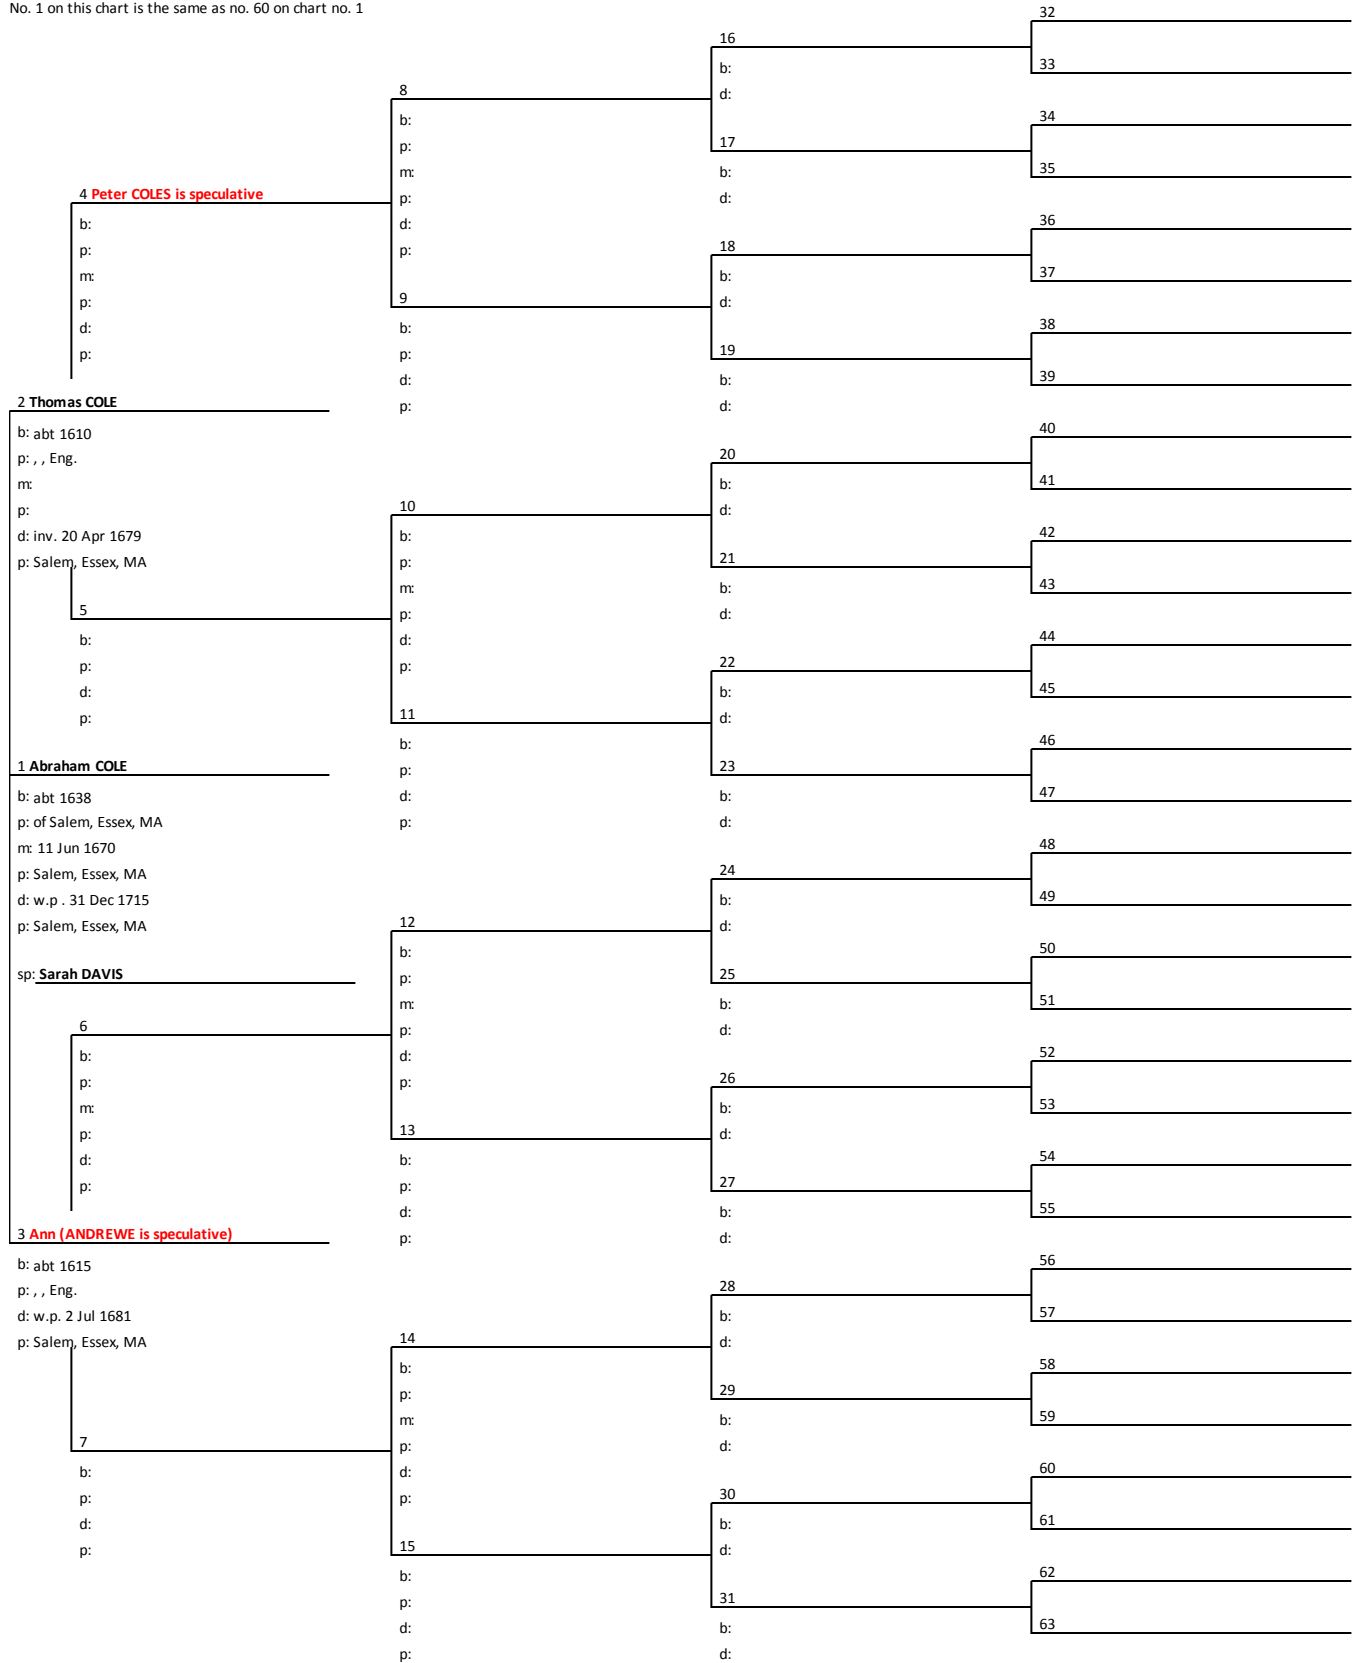 No. 1 on this chart is the same as no. 60 on chart no. 1
4 Peter COLES is speculative
b:
p:
m:
p:
d:
p:
2 Thomas COLE
b: abt 1610
p: , , Eng.
m:
p:
d: inv. 20 Apr 1679
p: Salem, Essex, MA
5
b:
p:
d:
p:
1 Abraham COLE
b: abt 1638
p: of Salem, Essex, MA
m: 11 Jun 1670
p: Salem, Essex, MA
d: w.p . 31 Dec 1715
p: Salem, Essex, MA
sp: Sarah DAVIS
6
b:
p:
m:
p:
d:
p:
3 Ann (ANDREWE is speculative)
b: abt 1615
p: , , Eng.
d: w.p. 2 Jul 1681
p: Salem, Essex, MA
7
b:
p:
d:
p:
8
b:
p:
m:
p:
d:
p:
9
b:
p:
d:
p:
10
b:
p:
m:
p:
d:
p:
11
b:
p:
d:
p:
12
b:
p:
m:
p:
d:
p:
13
b:
p:
d:
p:
14
b:
p:
m:
p:
d:
p:
15
b:
p:
d:
p:
16
b:
d:
17
b:
d:
18
b:
d:
19
b:
d:
20
b:
d:
21
b:
d:
22
b:
d:
23
b:
d:
24
b:
d:
25
b:
d:
26
b:
d:
27
b:
d:
28
b:
d:
29
b:
d:
30
b:
d:
31
b:
d:
32
33
34
35
36
37
38
39
40
41
42
43
44
45
46
47
48
49
50
51
52
53
54
55
56
57
58
59
60
61
62
63